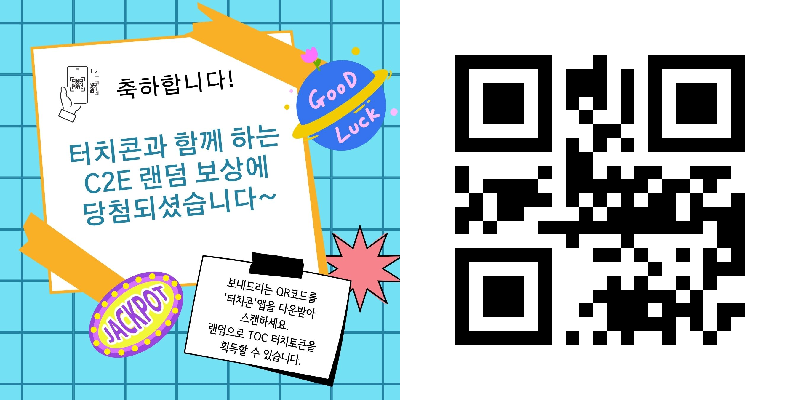 축하합니다!
GooD
Luck
터치콘과 함께 하는
C2E 랜덤 보상에
당첨되셨습니다~
JACKPOT
보내드리는 QR코드를
'터치콘'앱을 다운받아
스캔하세요.
랜덤으로 TOC 터치토큰을
획득할 수 있습니다.